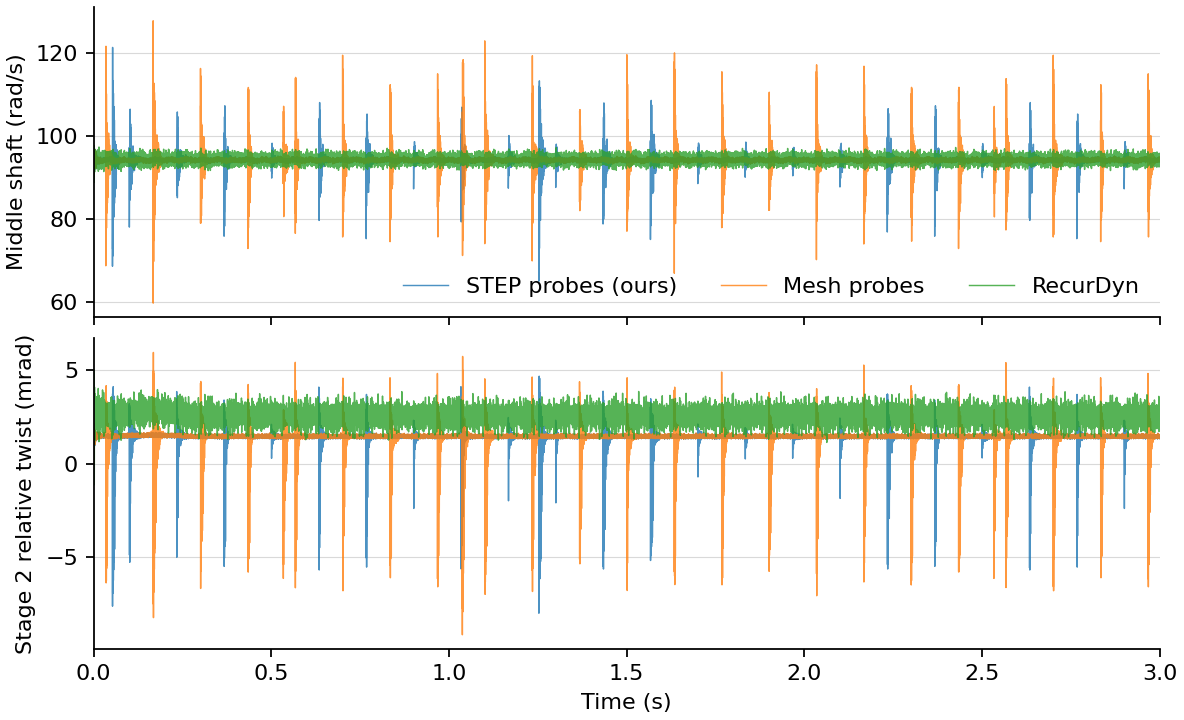 Middle shaft (rad/s)
120
100
80
60
STEP probes (ours) Mesh probes RecurDyn
Stage 2 relative twist (mrad)
5
0
−5
0.0 0.5 1.0 1.5 2.0 2.5 3.0
Time (s)